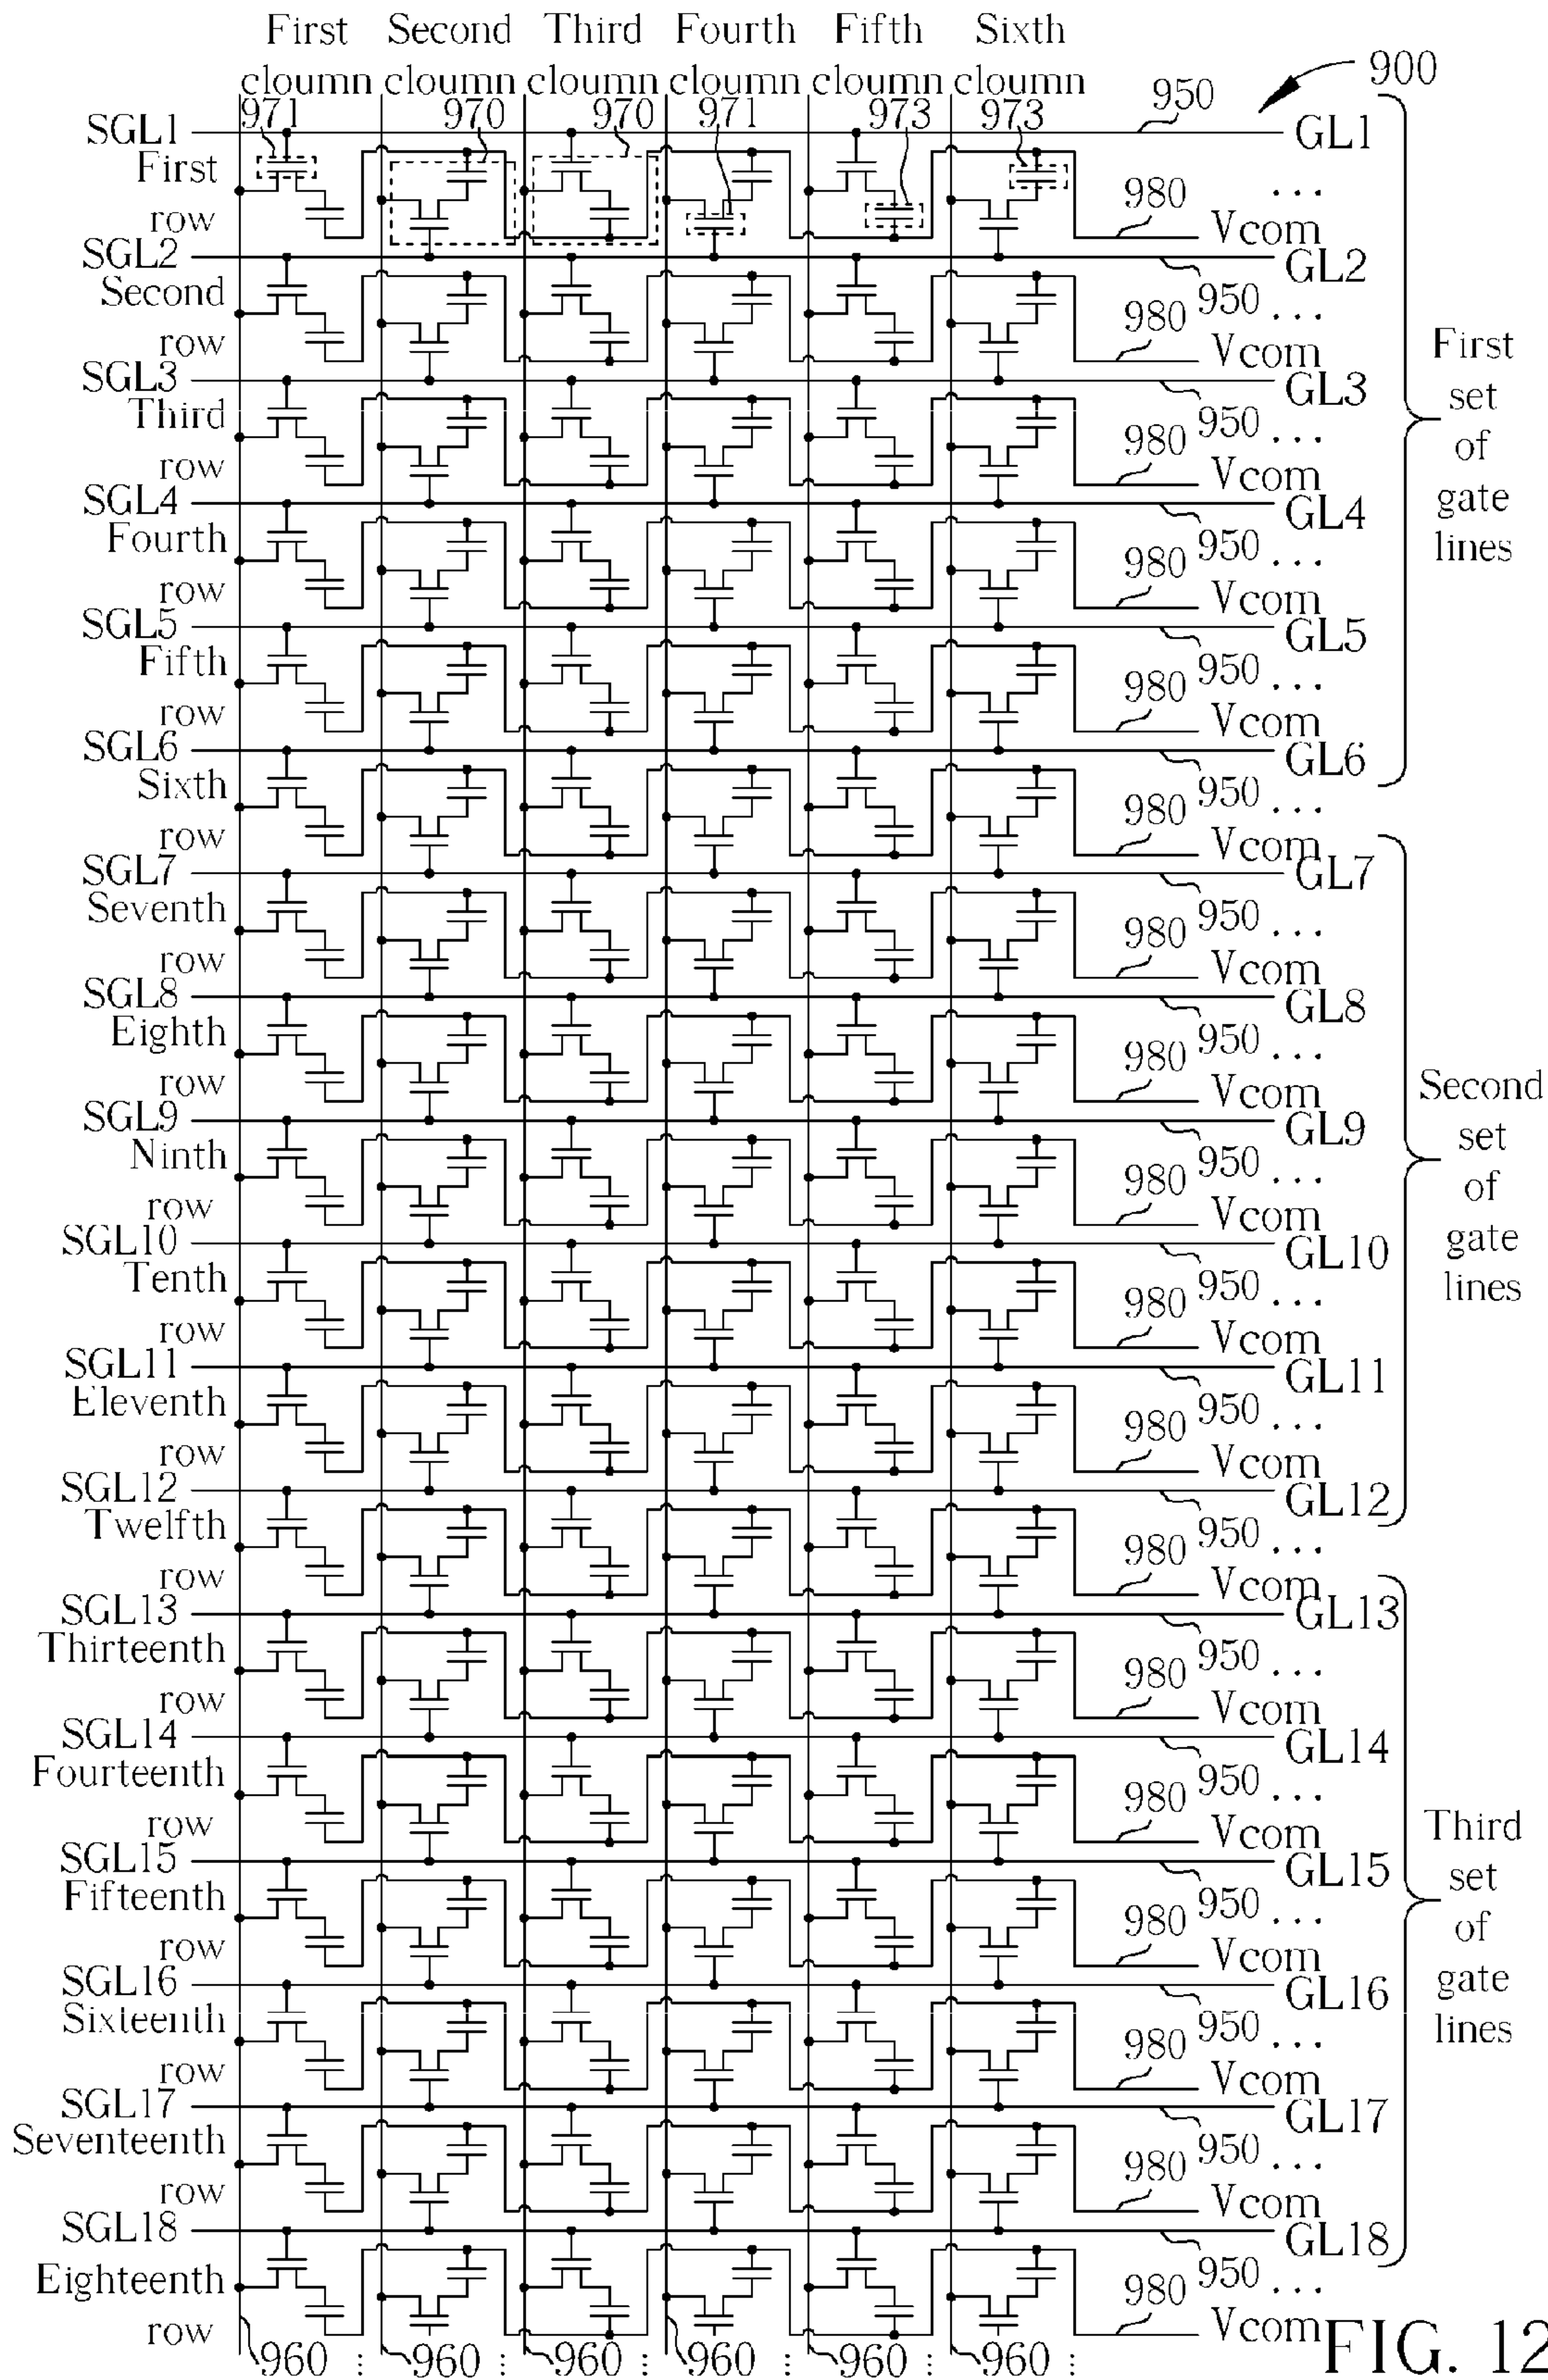 First Second Third Fourth Fifth Sixth
cloumn cloumn cloumn cloumn cloumn cloumn
900
971 970 970 971 973 973 950
SGL1 GL1
First ...
row 980 Vcom
SGL2 GL2
Second 950 ...
row 980 Vcom
SGL3 GL3
Third 950 ...
row 980 Vcom
SGL4 GL4
Fourth 950 ...
row 980 Vcom
SGL5 GL5
Fifth 950 ...
row 980 Vcom
SGL6 GL6
Sixth 950 ...
row 980 Vcom
First
set
of
gate
lines
SGL7 GL7
Seventh 950 ...
row 980 Vcom
SGL8 GL8
Eighth 950 ...
row 980 Vcom
SGL9 GL9
Ninth 950 ...
row 980 Vcom
SGL10 GL10
Tenth 950 ...
row 980 Vcom
SGL11 GL11
Eleventh 950 ...
row 980 Vcom
SGL12 GL12
Twelfth 950 ...
row 980 Vcom
Second
set
of
gate
lines
SGL13 GL13
Thirteenth 950 ...
row 980 Vcom
SGL14 GL14
Fourteenth 950 ...
row 980 Vcom
SGL15 GL15
Fifteenth 950 ...
row 980 Vcom
SGL16 GL16
Sixteenth 950 ...
row 980 Vcom
SGL17 GL17
Seventeenth 950 ...
row 980 Vcom
SGL18 GL18
Eighteenth 950 ...
row 980 Vcom
Third
set
of
gate
lines
960 960 960 960 960 960
FIG. 12